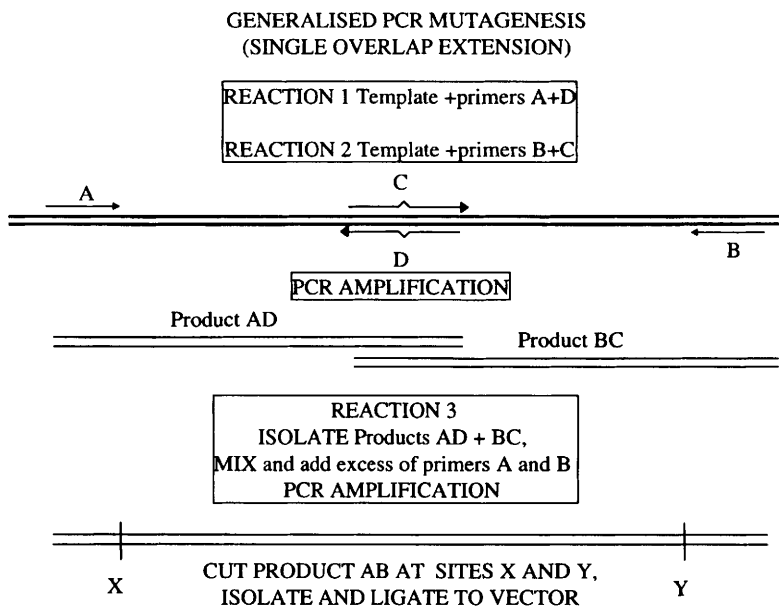 GENERALISED PCR MUTAGENESIS
(SINGLE OVERLAP EXTENSION)
REACTION 1 Template +primers A+D
REACTION 2 Template +primers B+C
A
C
D
B
PCR AMPLIFICATION
Product AD
Product BC
REACTION 3
ISOLATE Products AD + BC,
MIX and add excess of primers A and B
PCR AMPLIFICATION
X
CUT PRODUCT AB AT SITES X AND Y,
ISOLATE AND LIGATE TO VECTOR
Y